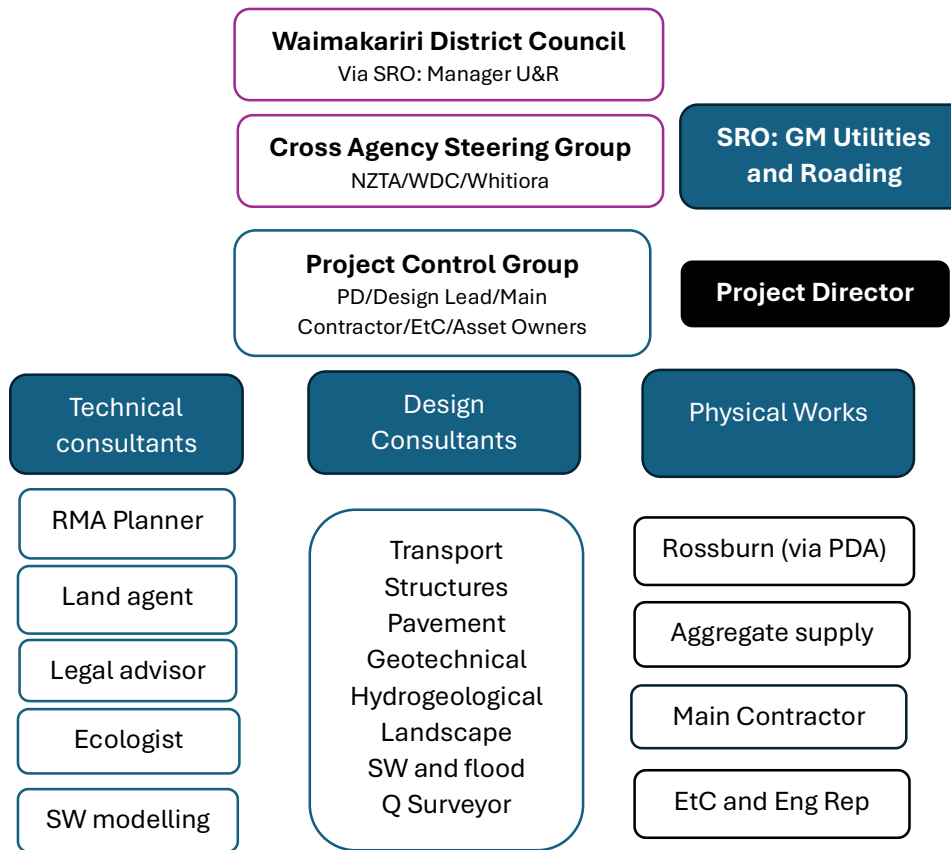 Waimakariri District Council
Via SRO: Manager U&R
Cross Agency Steering Group
NZTA/WDC/Whitiora
SRO: GM Utilities
and Roading
Project Control Group
PD/Design Lead/Main
Contractor/EtC/Asset Owners
Project Director
Technical
consultants
RMA Planner
Land agent
Legal advisor
Ecologist
SW modelling
Design
Consultants
Transport
Structures
Pavement
Geotechnical
Hydrogeological
Landscape
SW and flood
Q Surveyor
Physical Works
Rossburn (via PDA)
Aggregate supply
Main Contractor
EtC and Eng Rep